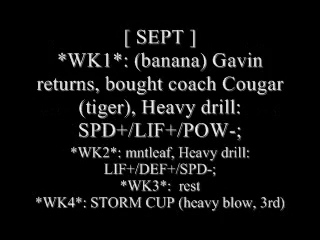 [ SEPT ]
*WK1*: (banana) Gavin
returns, bought coach Cougar
(tiger), Heavy drill:
SPD+/LIF+/POW-;
*WK2*: mntleaf, Heavy drill:
LIF+/DEF+/SPD-;
*WK3*:  rest
*WK4*: STORM CUP (heavy blow, 3rd)